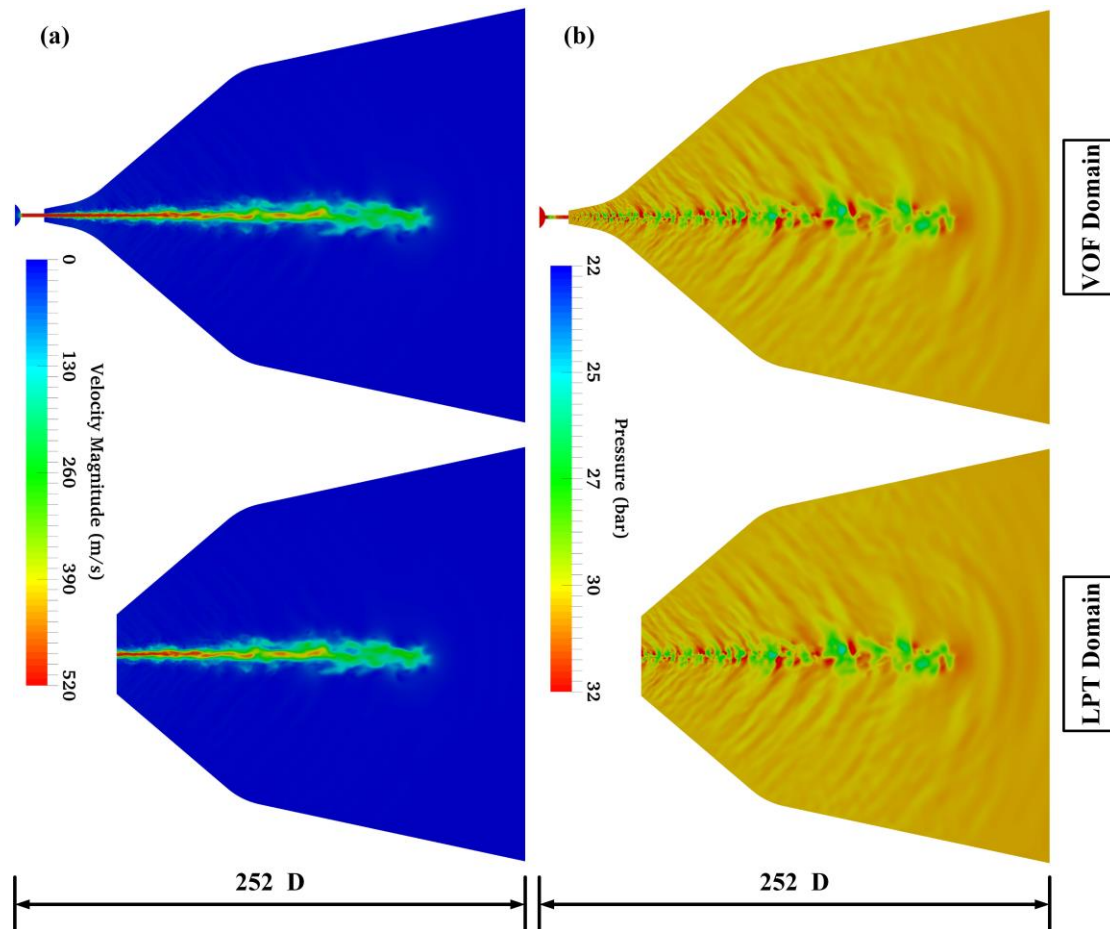 (a)
(b)
VOF Domain
0
130
260
390
520
Velocity Magnitude (m/s)
22
25
27
30
32
Pressure (bar)
LPT Domain
252 D
252 D